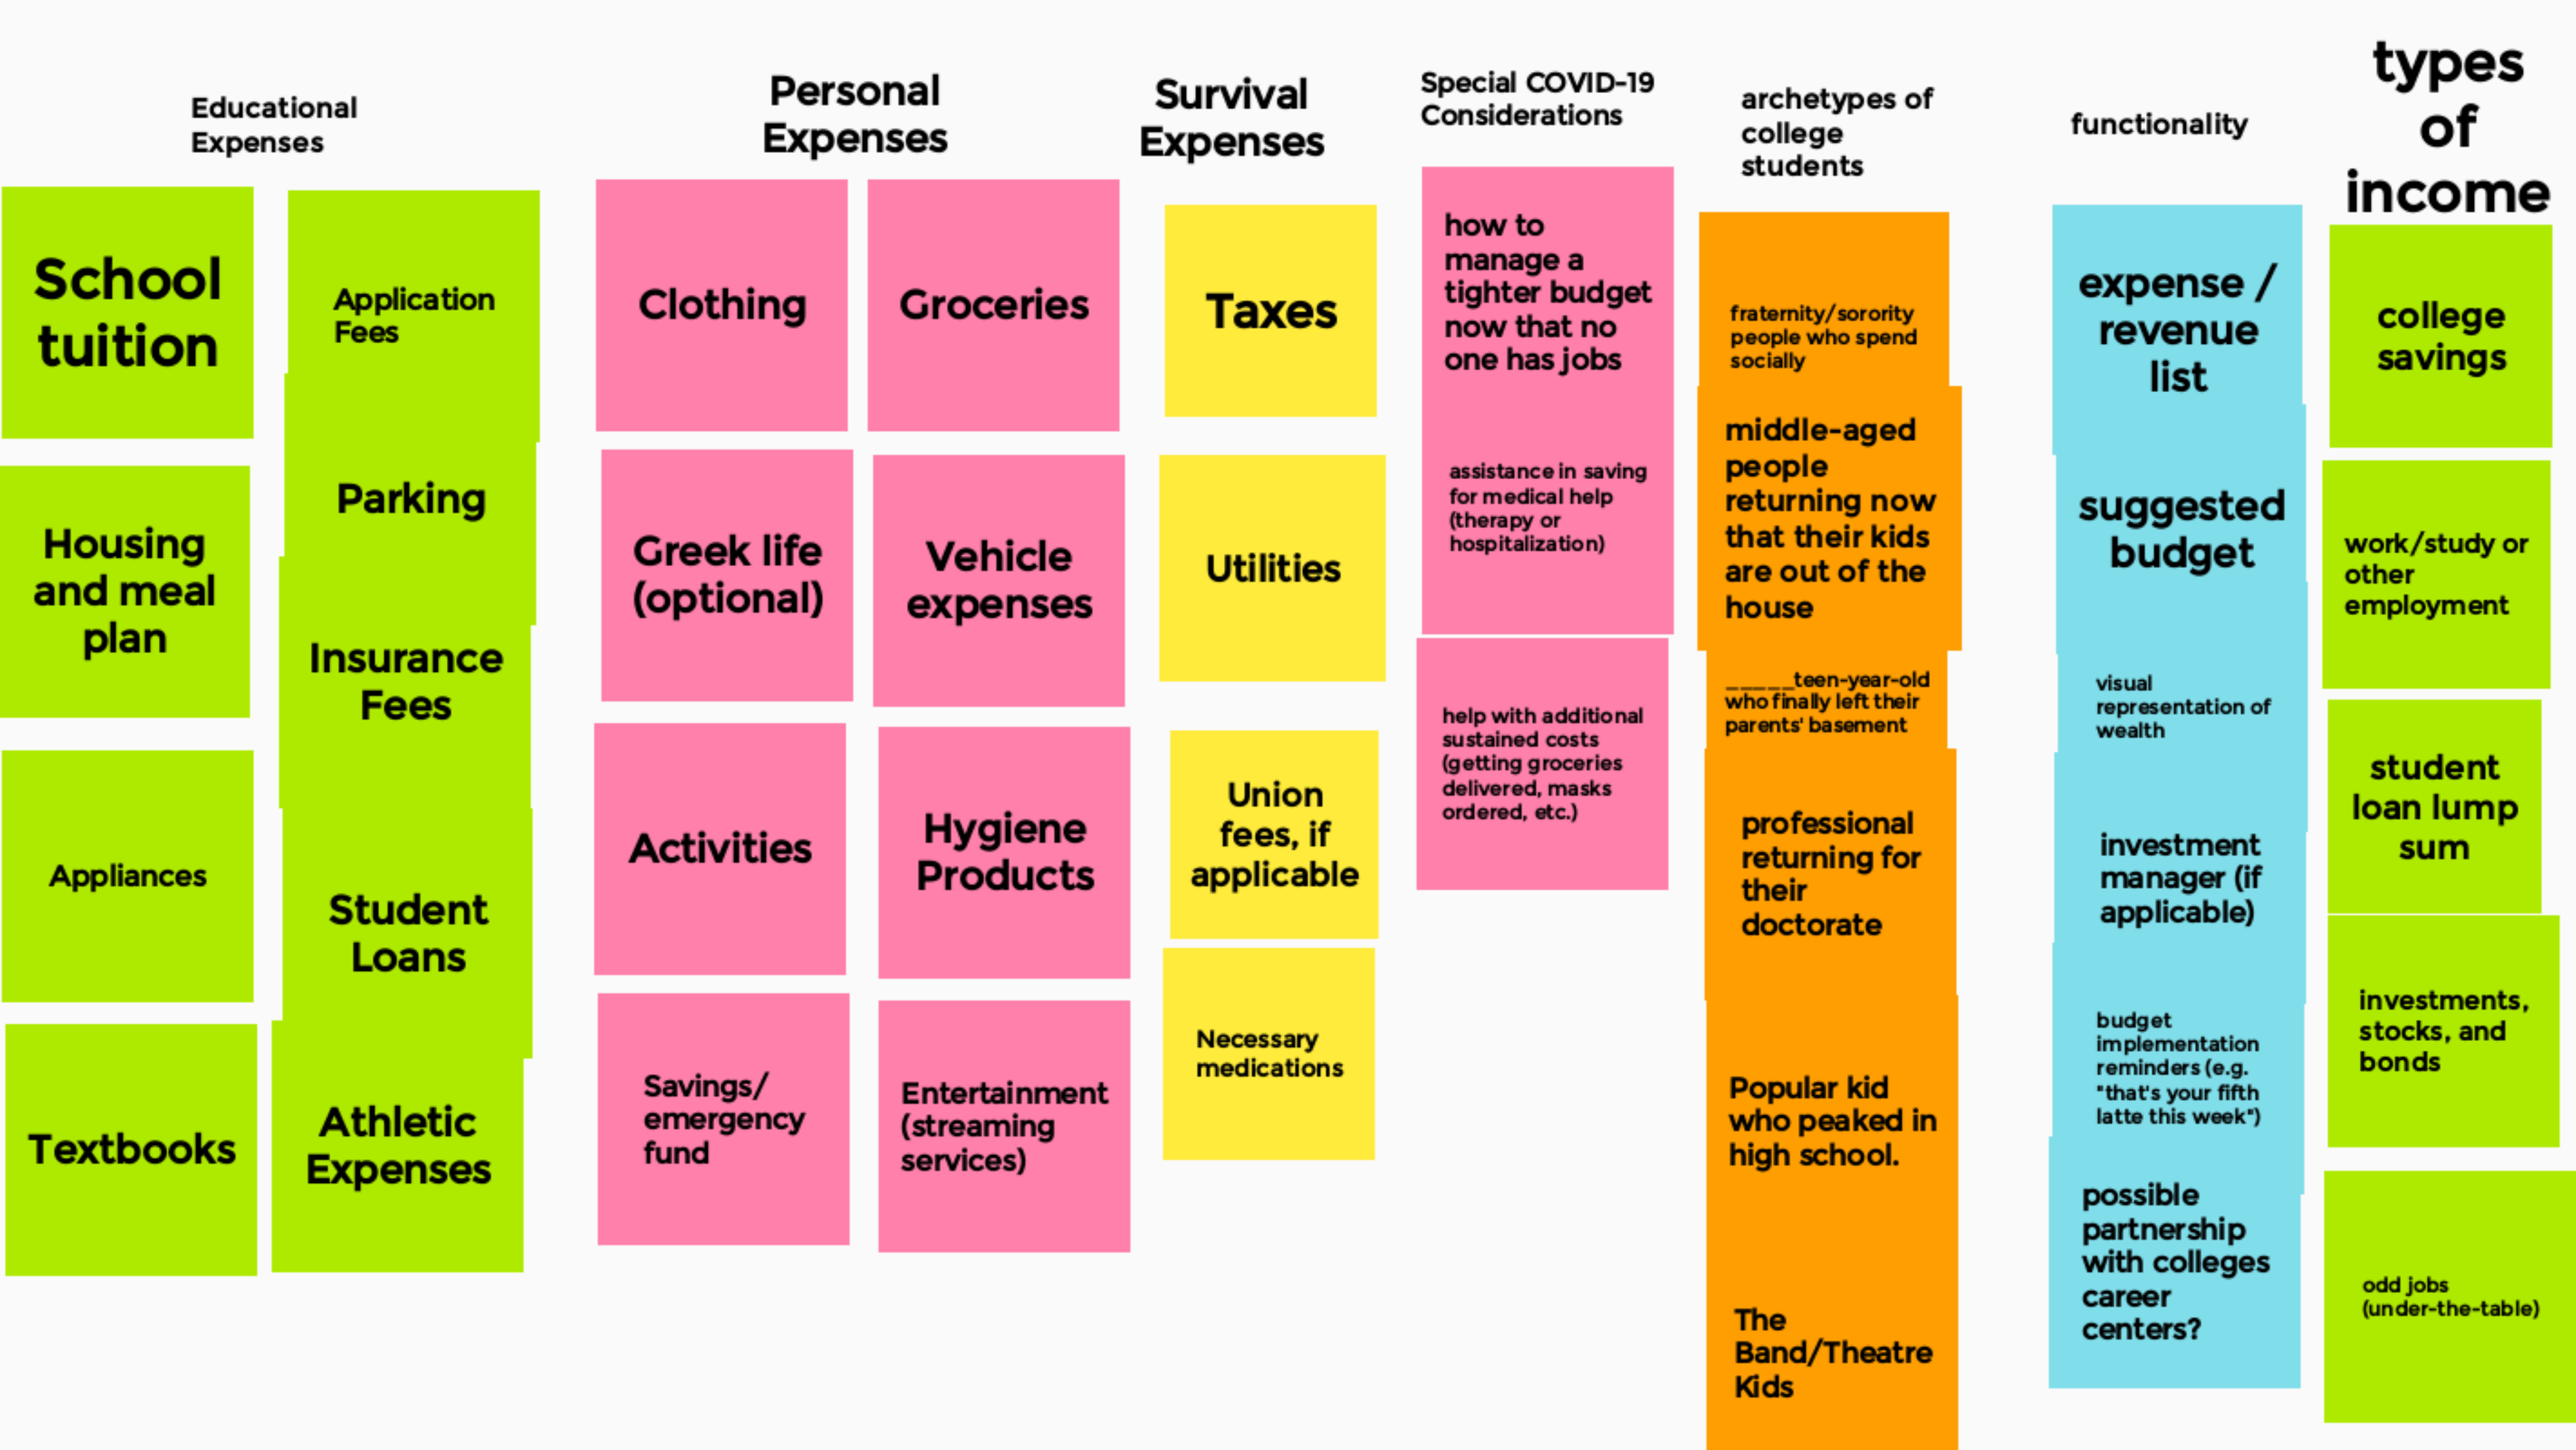 Educational
Expenses
School
tuition
Housing
and meal
plan
Appliances
Textbooks
Application
Fees
Parking
Insurance
Fees
Student
Loans
Athletic
Expenses
Personal
Expenses
Clothing
Greek life
(optional)
Activities
Savings/
emergency
fund
Groceries
Vehicle
expenses
Hygiene
Products
Entertainment
(streaming
services)
Survival
Expenses
Taxes
Utilities
Union
fees, if
applicable
Necessary
medications
Special COVID-19
Considerations
how to
manage a
tighter budget
now that no
one has jobs
assistance in saving
for medical help
(therapy or
hospitalization)
help with additional
sustained costs
(getting groceries
delivered, masks
ordered, etc.)
archetypes of
college
students
fraternity/sorority
people who spend
socially
middle-aged
people
returning now
that their kids
are out of the
house
_____teen-year-old
who finally left their
parents' basement
professional
returning for
their
doctorate
Popular kid
who peaked in
high school.
The
Band/Theatre
Kids
functionality
expense /
revenue
list
suggested
budget
visual
representation of
wealth
investment
manager (if
applicable)
budget
implementation
reminders (e.g.
"that's your fifth
latte this week")
possible
partnership
with colleges
career
centers?
types
of
income
college
savings
work/study or
other
employment
student
loan lump
sum
investments,
stocks, and
bonds
odd jobs
(under-the-table)